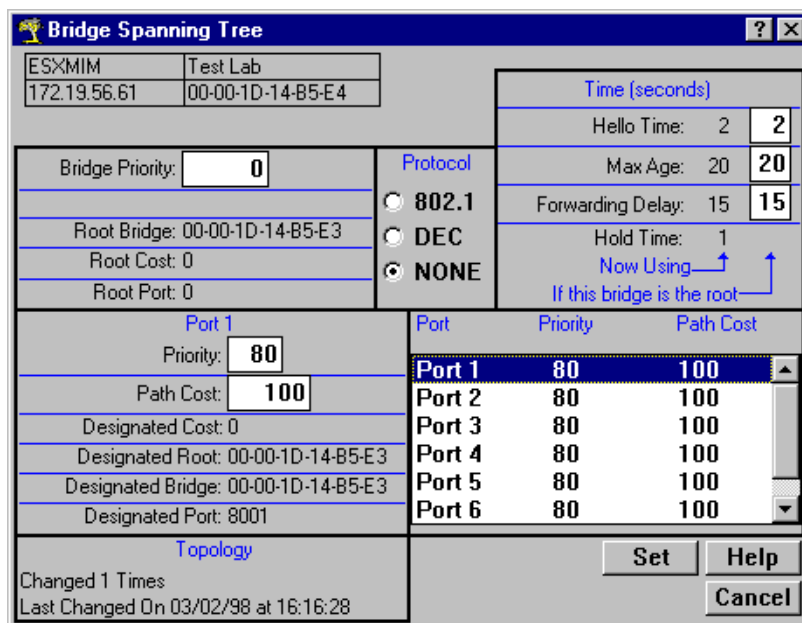 Bridge Spanning Tree
? X
ESXMIM Test Lab
172.19.56.61 00-00-1D-14-B5-E4
Time (seconds)
Hello Time: 2 2
Max Age: 20 20
Forwarding Delay: 15 15
Hold Time: 1
Now Using
If this bridge is the root
Bridge Priority: 0
Root Bridge: 00-00-1D-14-B5-E3
Root Cost: 0
Root Port: 0
Protocol
802.1
DEC
NONE
Port 1
Priority: 80
Path Cost: 100
Designated Cost: 0
Designated Root: 00-00-1D-14-B5-E3
Designated Bridge: 00-00-1D-14-B5-E3
Designated Port: 8001
Port Priority Path Cost
Port 1 80 100
Port 2 80 100
Port 3 80 100
Port 4 80 100
Port 5 80 100
Port 6 80 100
Topology
Changed 1 Times
Last Changed On 03/02/98 at 16:16:28
Set Help
Cancel